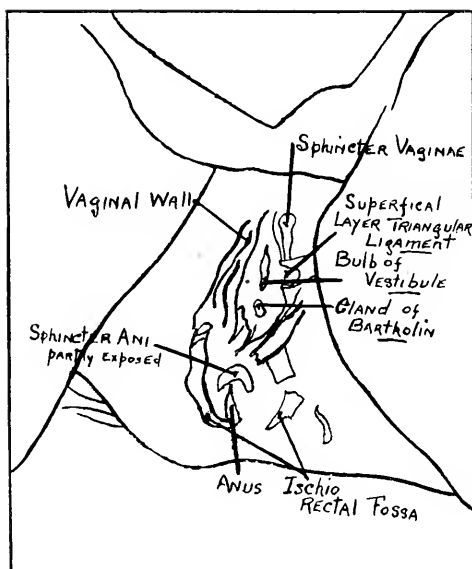 Sphincter Vaginae
Vaginal Wall
Superfical
Layer Triangular
Ligament
Bulb of
Vestibule
Gland of
Bartholin
Sphincter Ani
partly exposed
Anus
Ischio
Rectal Fossa